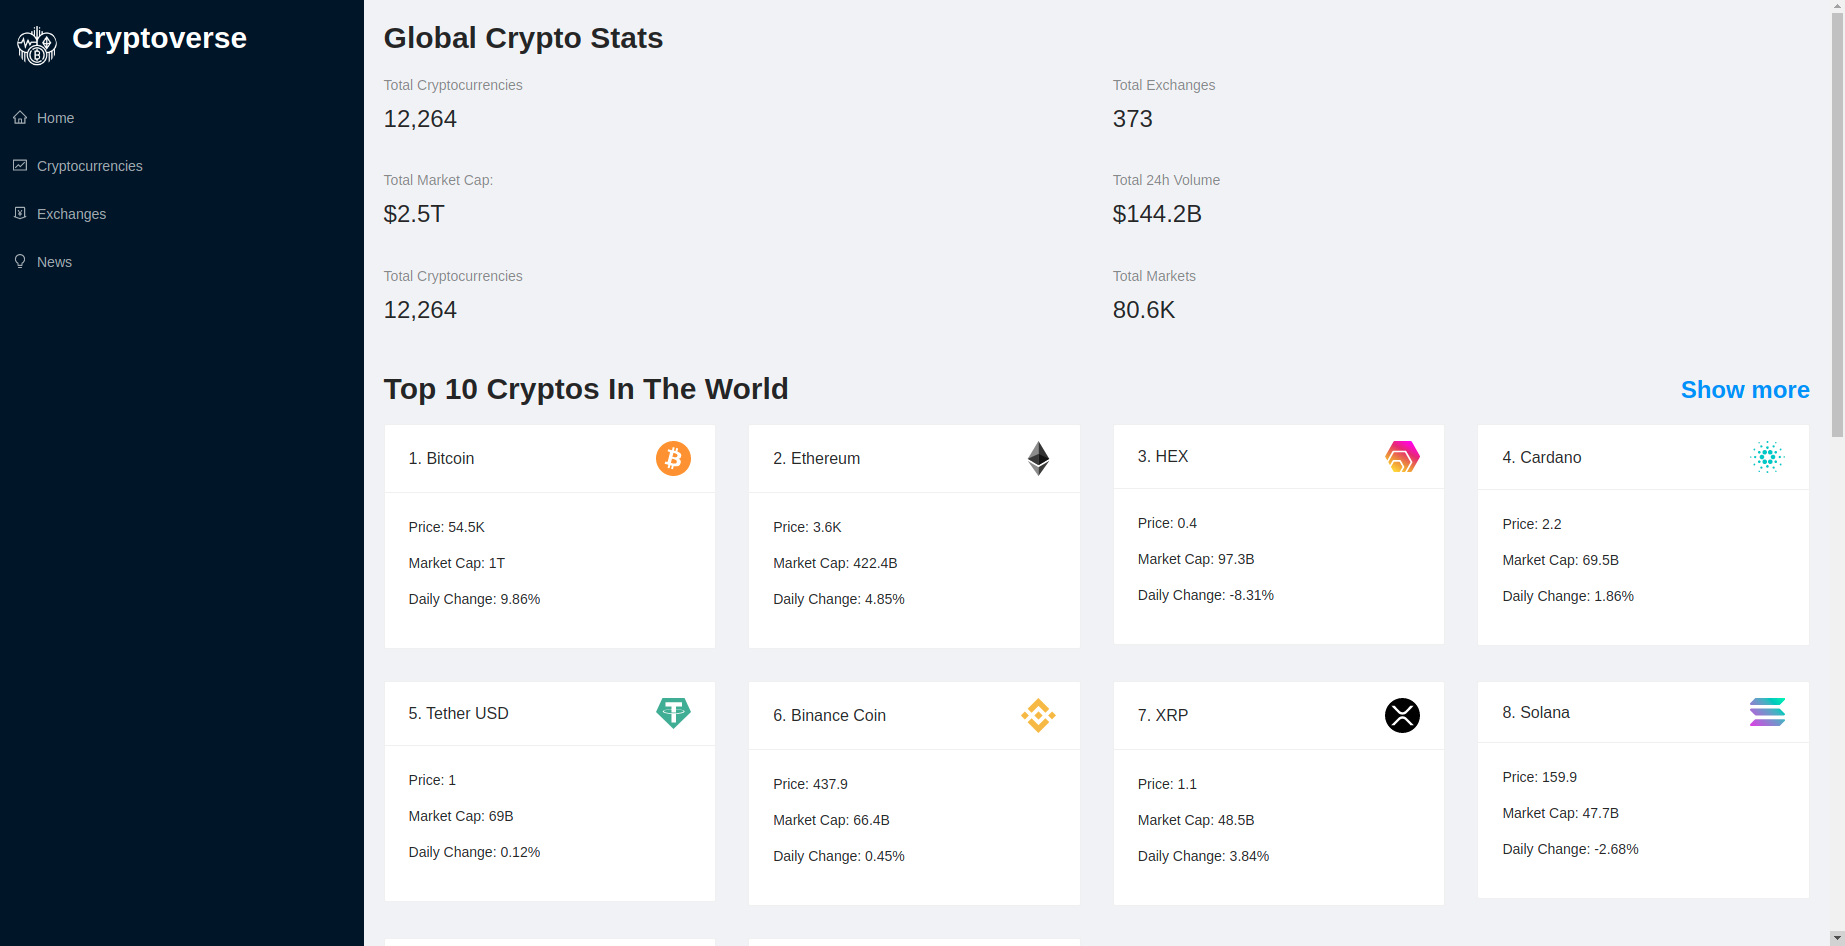 Cryptoverse
Home
Cryptocurrencies
Exchanges
News
Global Crypto Stats
Total Cryptocurrencies
12,264
Total Exchanges
373
Total Market Cap:
$2.5T
Total 24h Volume
$144.2B
Total Cryptocurrencies
12,264
Total Markets
80.6K
Top 10 Cryptos In The World
Show more
1. Bitcoin
Price: 54.5K
Market Cap: 1T
Daily Change: 9.86%
2. Ethereum
Price: 3.6K
Market Cap: 422.4B
Daily Change: 4.85%
3. HEX
Price: 0.4
Market Cap: 97.3B
Daily Change: -8.31%
4. Cardano
Price: 2.2
Market Cap: 69.5B
Daily Change: 1.86%
5. Tether USD
Price: 1
Market Cap: 69B
Daily Change: 0.12%
6. Binance Coin
Price: 437.9
Market Cap: 66.4B
Daily Change: 0.45%
7. XRP
Price: 1.1
Market Cap: 48.5B
Daily Change: 3.84%
8. Solana
Price: 159.9
Market Cap: 47.7B
Daily Change: -2.68%